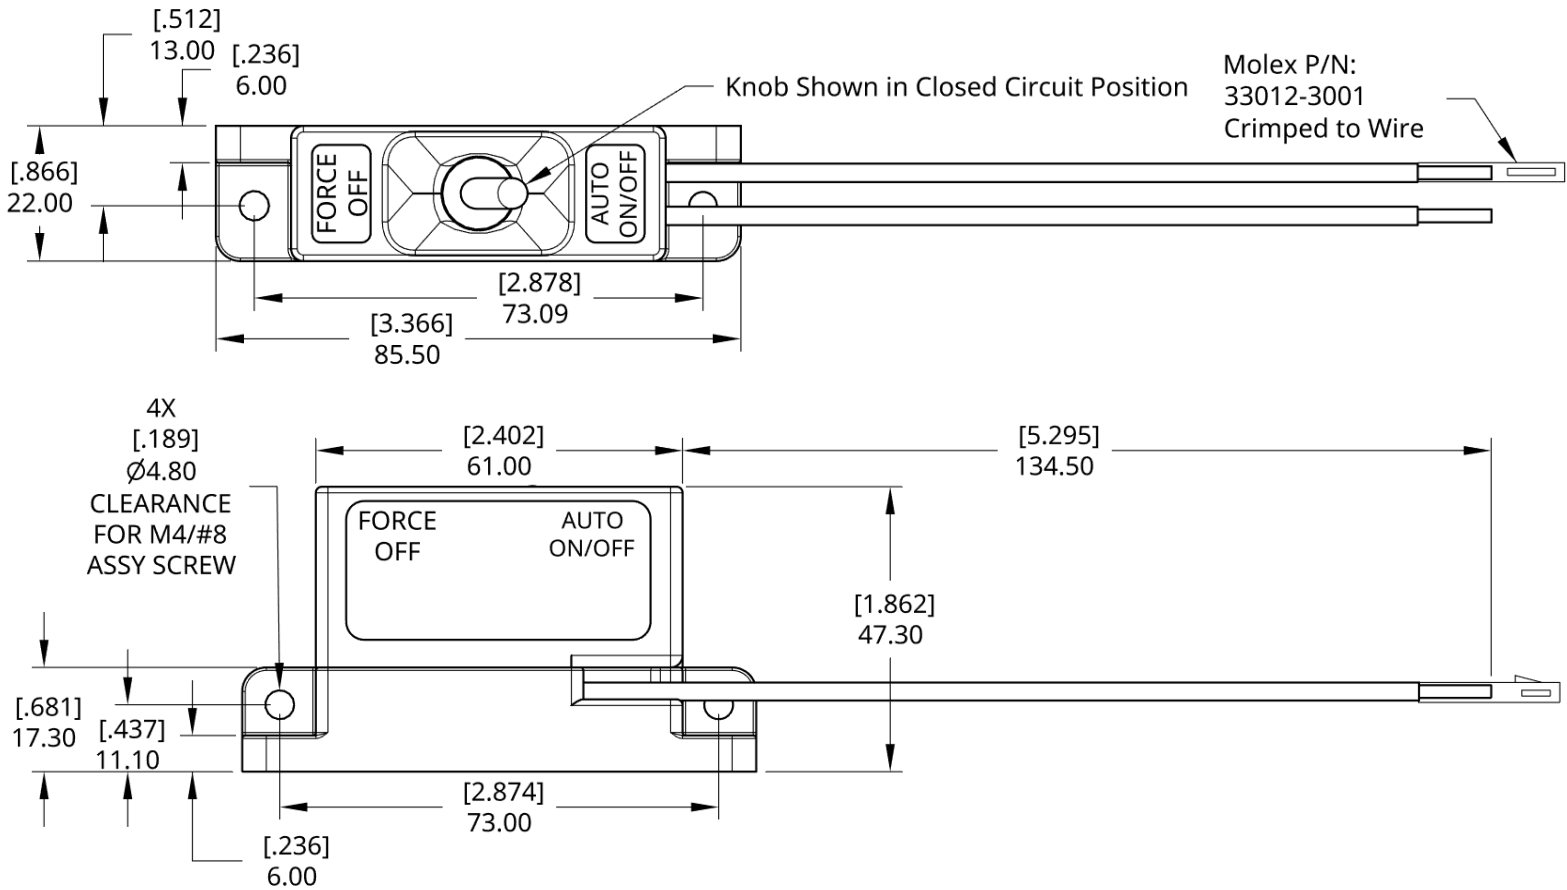 [.512]
13.00
[.236]
6.00
Knob Shown in Closed Circuit Position
Molex P/N:
33012-3001
Crimped to Wire
[.866]
22.00
FORCE
OFF
AUTO
ON/OFF
[2.878]
73.09
[3.366]
85.50
4X
[.189]
Ø4.80
CLEARANCE
FOR M4/#8
ASSY SCREW
[2.402]
61.00
[5.295]
134.50
FORCE
OFF
AUTO
ON/OFF
[1.862]
47.30
[.681]
17.30
[.437]
11.10
[2.874]
73.00
[.236]
6.00